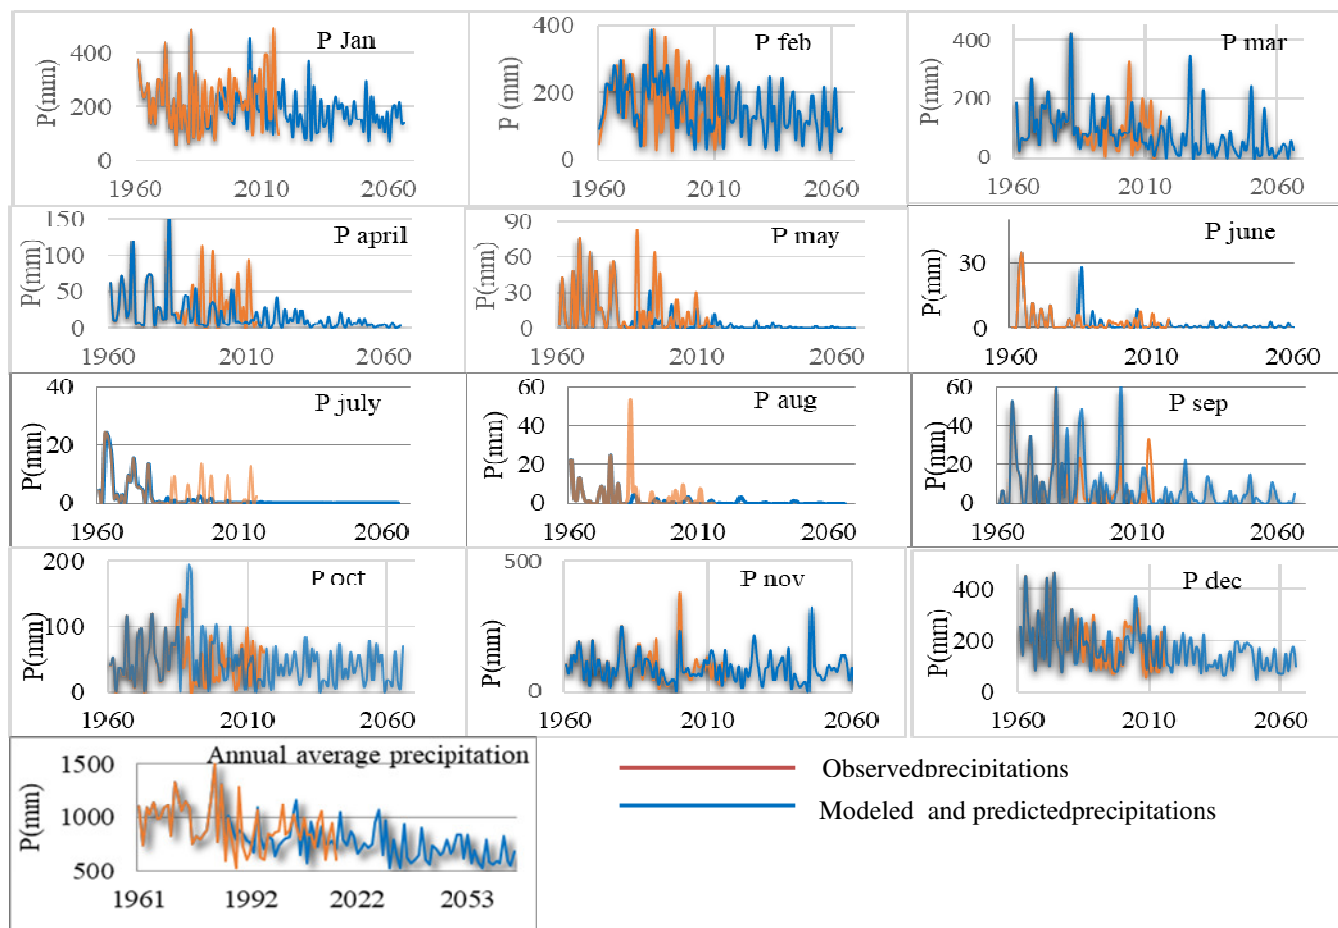 P Jan
P(mm)
400
200
0
1960 2010 2060
P feb
P (mm)
400
200
0
1960 2010 2060
P mar
P(mm)
400
200
0
1960 2010 2060
P april
P(mm)
150
100
50
0
1960 2010 2060
P may
P(mm)
90
60
30
0
1960 2010 2060
P june
P(mm)
30
0
1960 2010 2060
P july
P(mm)
40
20
0
1960 2010 2060
P aug
P(mm)
60
40
20
0
1960 2010 2060
P sep
P(mm)
60
40
20
0
1960 2010 2060
P oct
P(mm)
200
100
0
1960 2010 2060
P nov
P(mm)
500
0
1960 2010 2060
P dec
P(mm)
400
200
0
1960 2010 2060
Annual average precipitation
P(mm)
1500
1000
500
1961 1992 2022 2053
Observedprecipitations
Modeled and predictedprecipitations